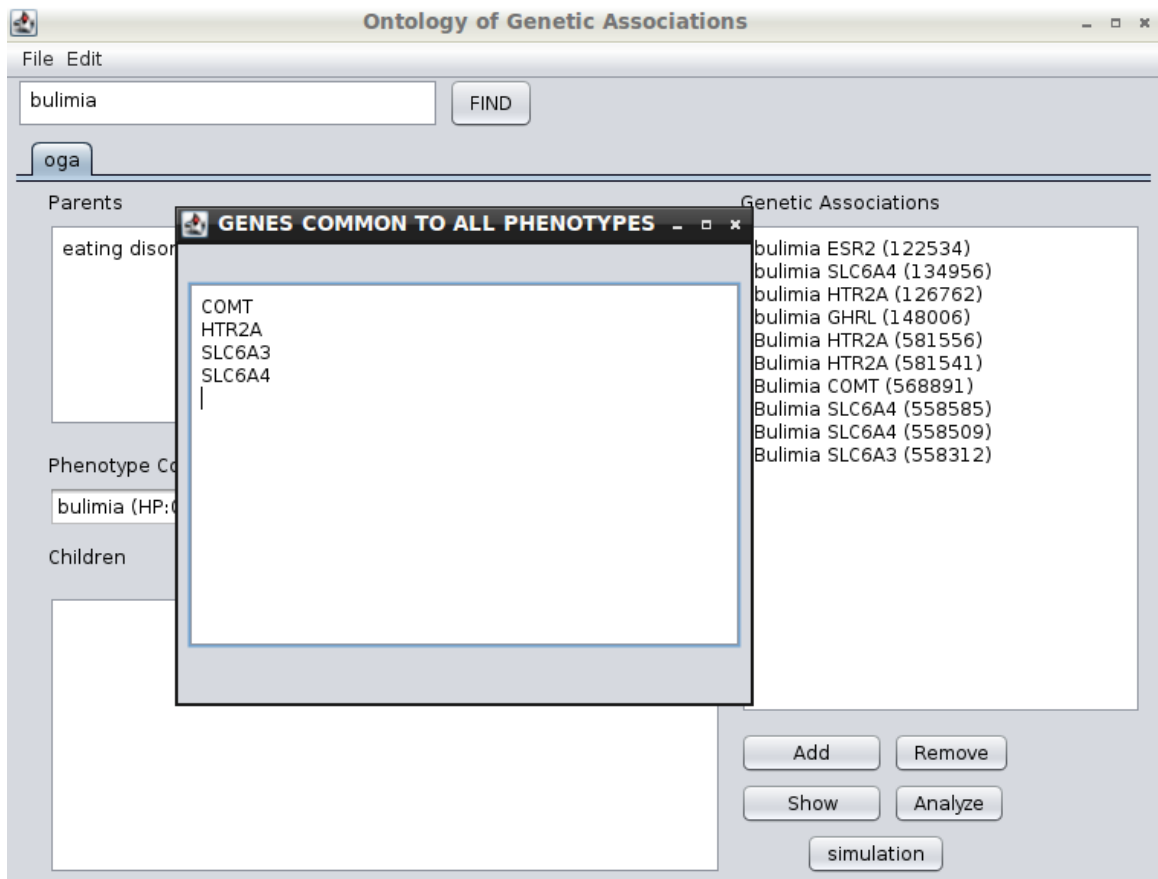 Ontology of Genetic Associations
File Edit
bulimia
FIND
oga
Parents
eating disor
GENES COMMON TO ALL PHENOTYPES
COMT
HTR2A
SLC6A3
SLC6A4
Phenotype Co
bulimia (HP:0
Children
Genetic Associations
bulimia ESR2 (122534)
bulimia SLC6A4 (134956)
bulimia HTR2A (126762)
bulimia GHRL (148006)
Bulimia HTR2A (581556)
Bulimia HTR2A (581541)
Bulimia COMT (568891)
Bulimia SLC6A4 (558585)
Bulimia SLC6A4 (558509)
Bulimia SLC6A3 (558312)
Add Remove
Show Analyze
simulation